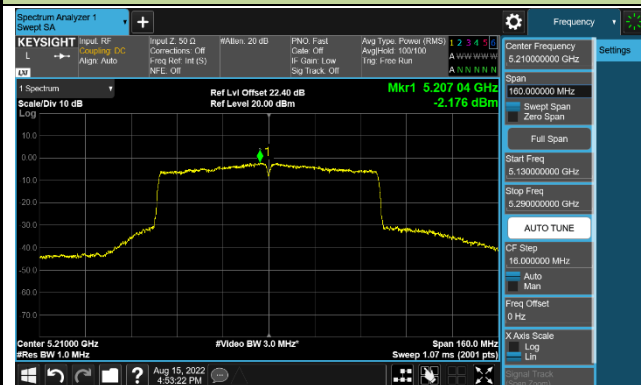 Spectrum Analyzer 1
Swept SA
+
Frequency
KEYSIGHT
L
Input: RF
Coupling: DC
Align: Auto
Input Z: 50 Ω
Corrections: Off
Freq Ref: Int (S)
NFE: Off
#Atten: 20 dB
PNO: Fast
Gate: Off
IF Gain: Low
Sig Track: Off
Avg Type: Power (RMS)
Avg|Hold: 100/100
Trig: Free Run
1 2 3 4 5 6
A W W W W W
A N N N N N
1 Spectrum
Scale/Div 10 dB
Log
Ref Lvl Offset 22.40 dB
Ref Level 20.00 dBm
Mkr1 5.207 04 GHz
-2.176 dBm
10.0
0.00
10.0
20.0
30.0
40.0
-50.0
60.0
70.0
1
Center 5.21000 GHz
#Res BW 1.0 MHz
#Video BW 3.0 MHz*
Span 160.0 MHz
Sweep 1.07 ms (2001 pts)
Center Frequency
5.210000000 GHz
Span
160.000000 MHz
Swept Span
Zero Span
Full Span
Start Freq
5.130000000 GHz
Stop Freq
5.290000000 GHz
AUTO TUNE
CF Step
16.000000 MHz
Auto
Man
Freq Offset
0 Hz
X Axis Scale
Log
Lin
Signal Track
Settings
?
Aug 15, 2022
4:53:22 PM